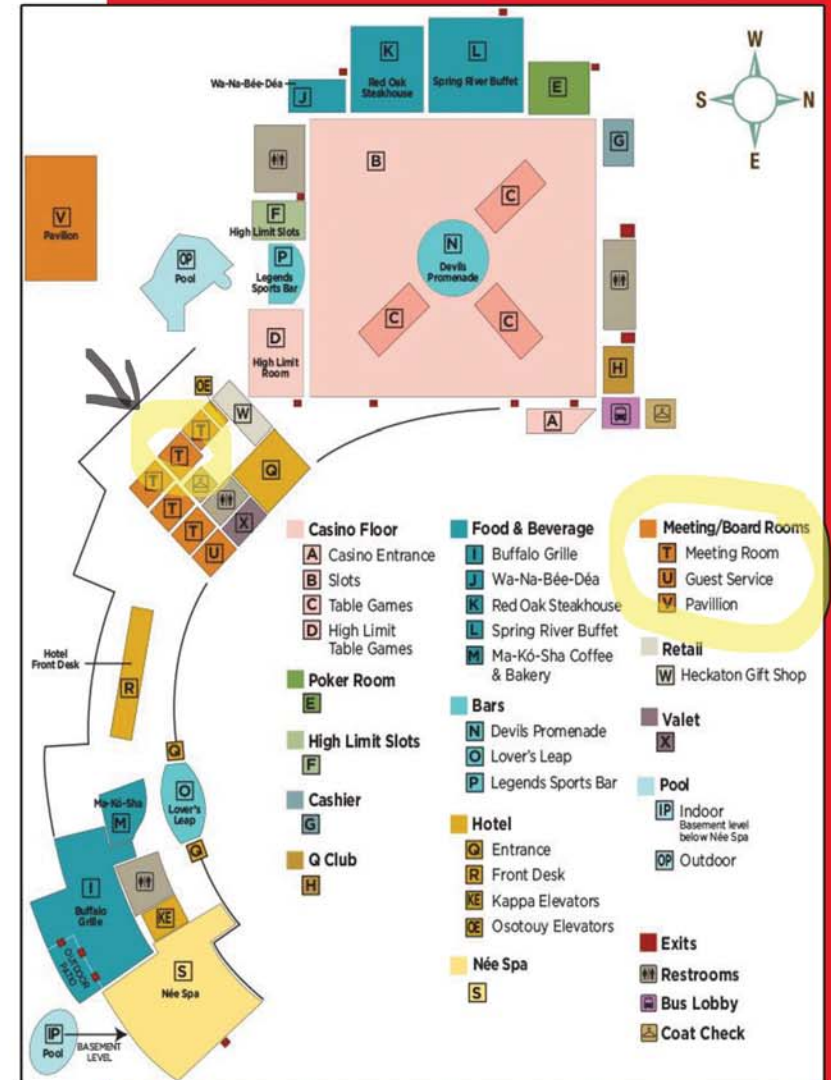 W
S N
E
K
Red Oak
Steakhouse
L
Spring River Buffet
Wa-Na-Bée-Déa
J
E
G
B
C
V
Pavilion
F
High Limit Slots
OP
Pool
P
Legends
Sports Bar
N
Devils
Promenade
C
C
D
High Limit
Room
H
OE
W
A
T
T
Q
T
T
X
T
U
Casino Floor
A Casino Entrance
B Slots
C Table Games
D High Limit
Table Games
Poker Room
E
High Limit Slots
F
Cashier
G
Q Club
H
Food & Beverage
I Buffalo Grille
J Wa-Na-Bée-Déa
K Red Oak Steakhouse
L Spring River Buffet
M Ma-Kó-Sha Coffee
& Bakery
Bars
N Devils Promenade
O Lover's Leap
P Legends Sports Bar
Hotel
Q Entrance
R Front Desk
KE Kappa Elevators
OE Osotouy Elevators
Née Spa
S
Meeting/Board Rooms
T Meeting Room
U Guest Service
V Pavillion
Retail
W Heckaton Gift Shop
Valet
X
Pool
IP Indoor
Basement level
below Née Spa
OP Outdoor
Exits
Restrooms
Bus Lobby
Coat Check
Hotel
Front Desk
R
Q
Ma-Kó-Sha
M
O
Lover's
Leap
Q
I
Buffalo
Grille
KE
OUTDOOR
PATIO
S
Née Spa
IP
Pool
BASEMENT
LEVEL